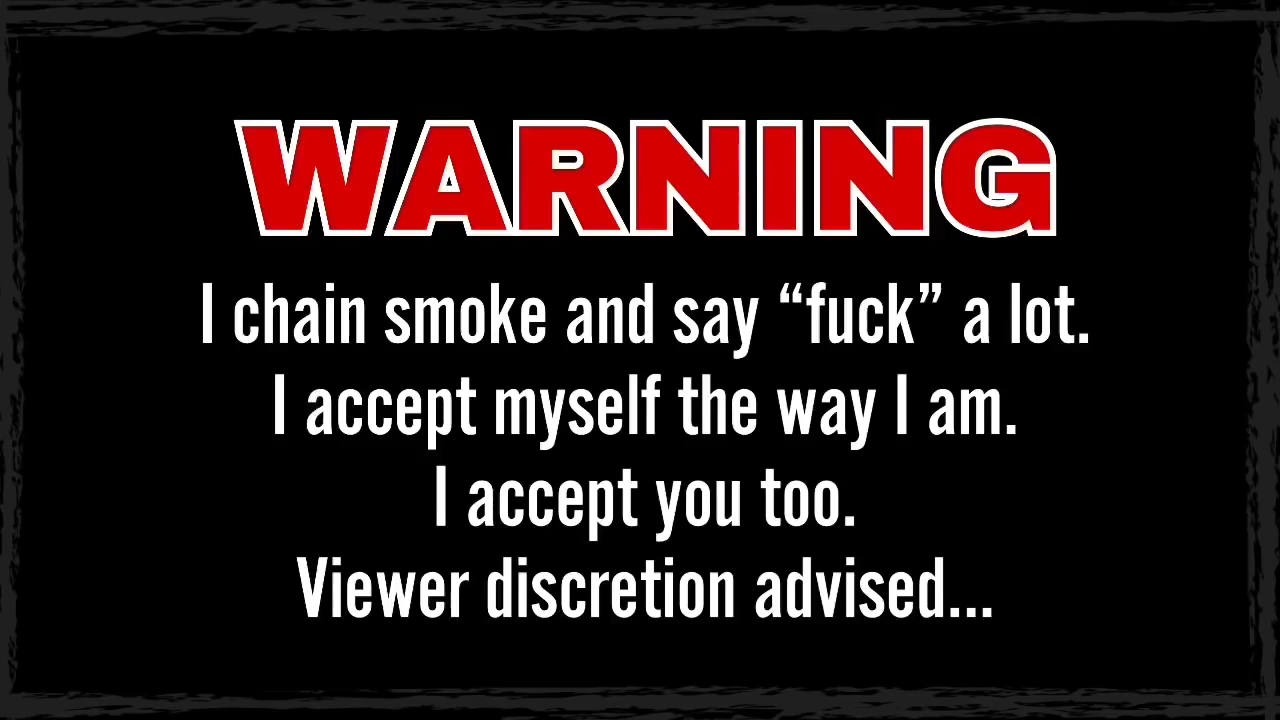 WARNING
I chain smoke and say “fuck” a lot.
I accept myself the way I am.
I accept you too.
Viewer discretion advised...